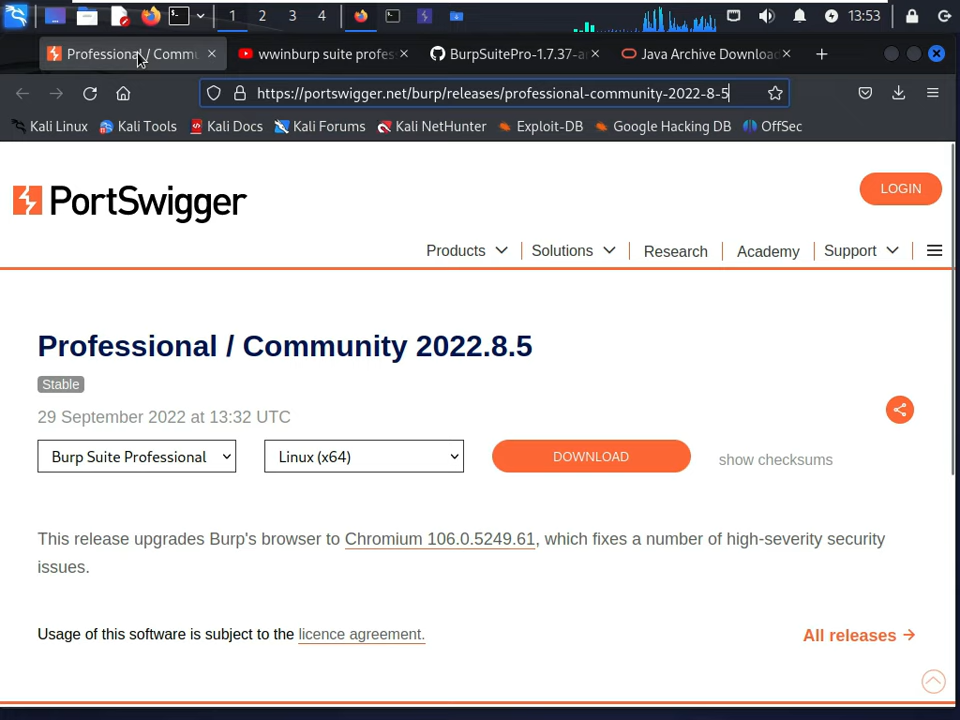 1 2 3 4 13:53
Professional / Commu wwinburp suite profes BurpSuitePro-1.7.37-a Java Archive Downloa
https://portswigger.net/burp/releases/professional-community-2022-8-5
Kali Linux Kali Tools Kali Docs Kali Forums Kali NetHunter Exploit-DB Google Hacking DB OffSec
PortSwigger
LOGIN
Products Solutions Research Academy Support
Professional / Community 2022.8.5
Stable
29 September 2022 at 13:32 UTC
Burp Suite Professional Linux (x64) DOWNLOAD show checksums
This release upgrades Burp's browser to Chromium 106.0.5249.61, which fixes a number of high-severity security
issues.
Usage of this software is subject to the licence agreement.
All releases →